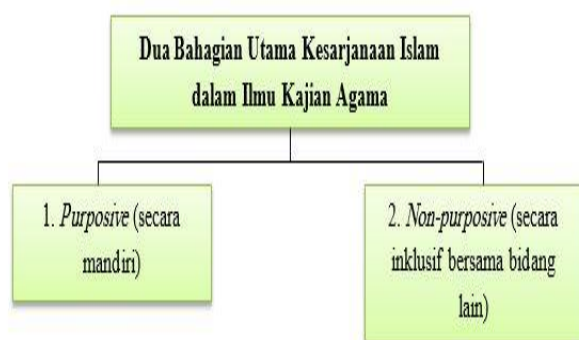 Dua Bahagian Utama Kesarjanaan Islam
dalam Ilmu Kajian Agama
1. Purposive (secara
mandiri)
2. Non-purposive (secara
inklusif bersama bidang
lain)